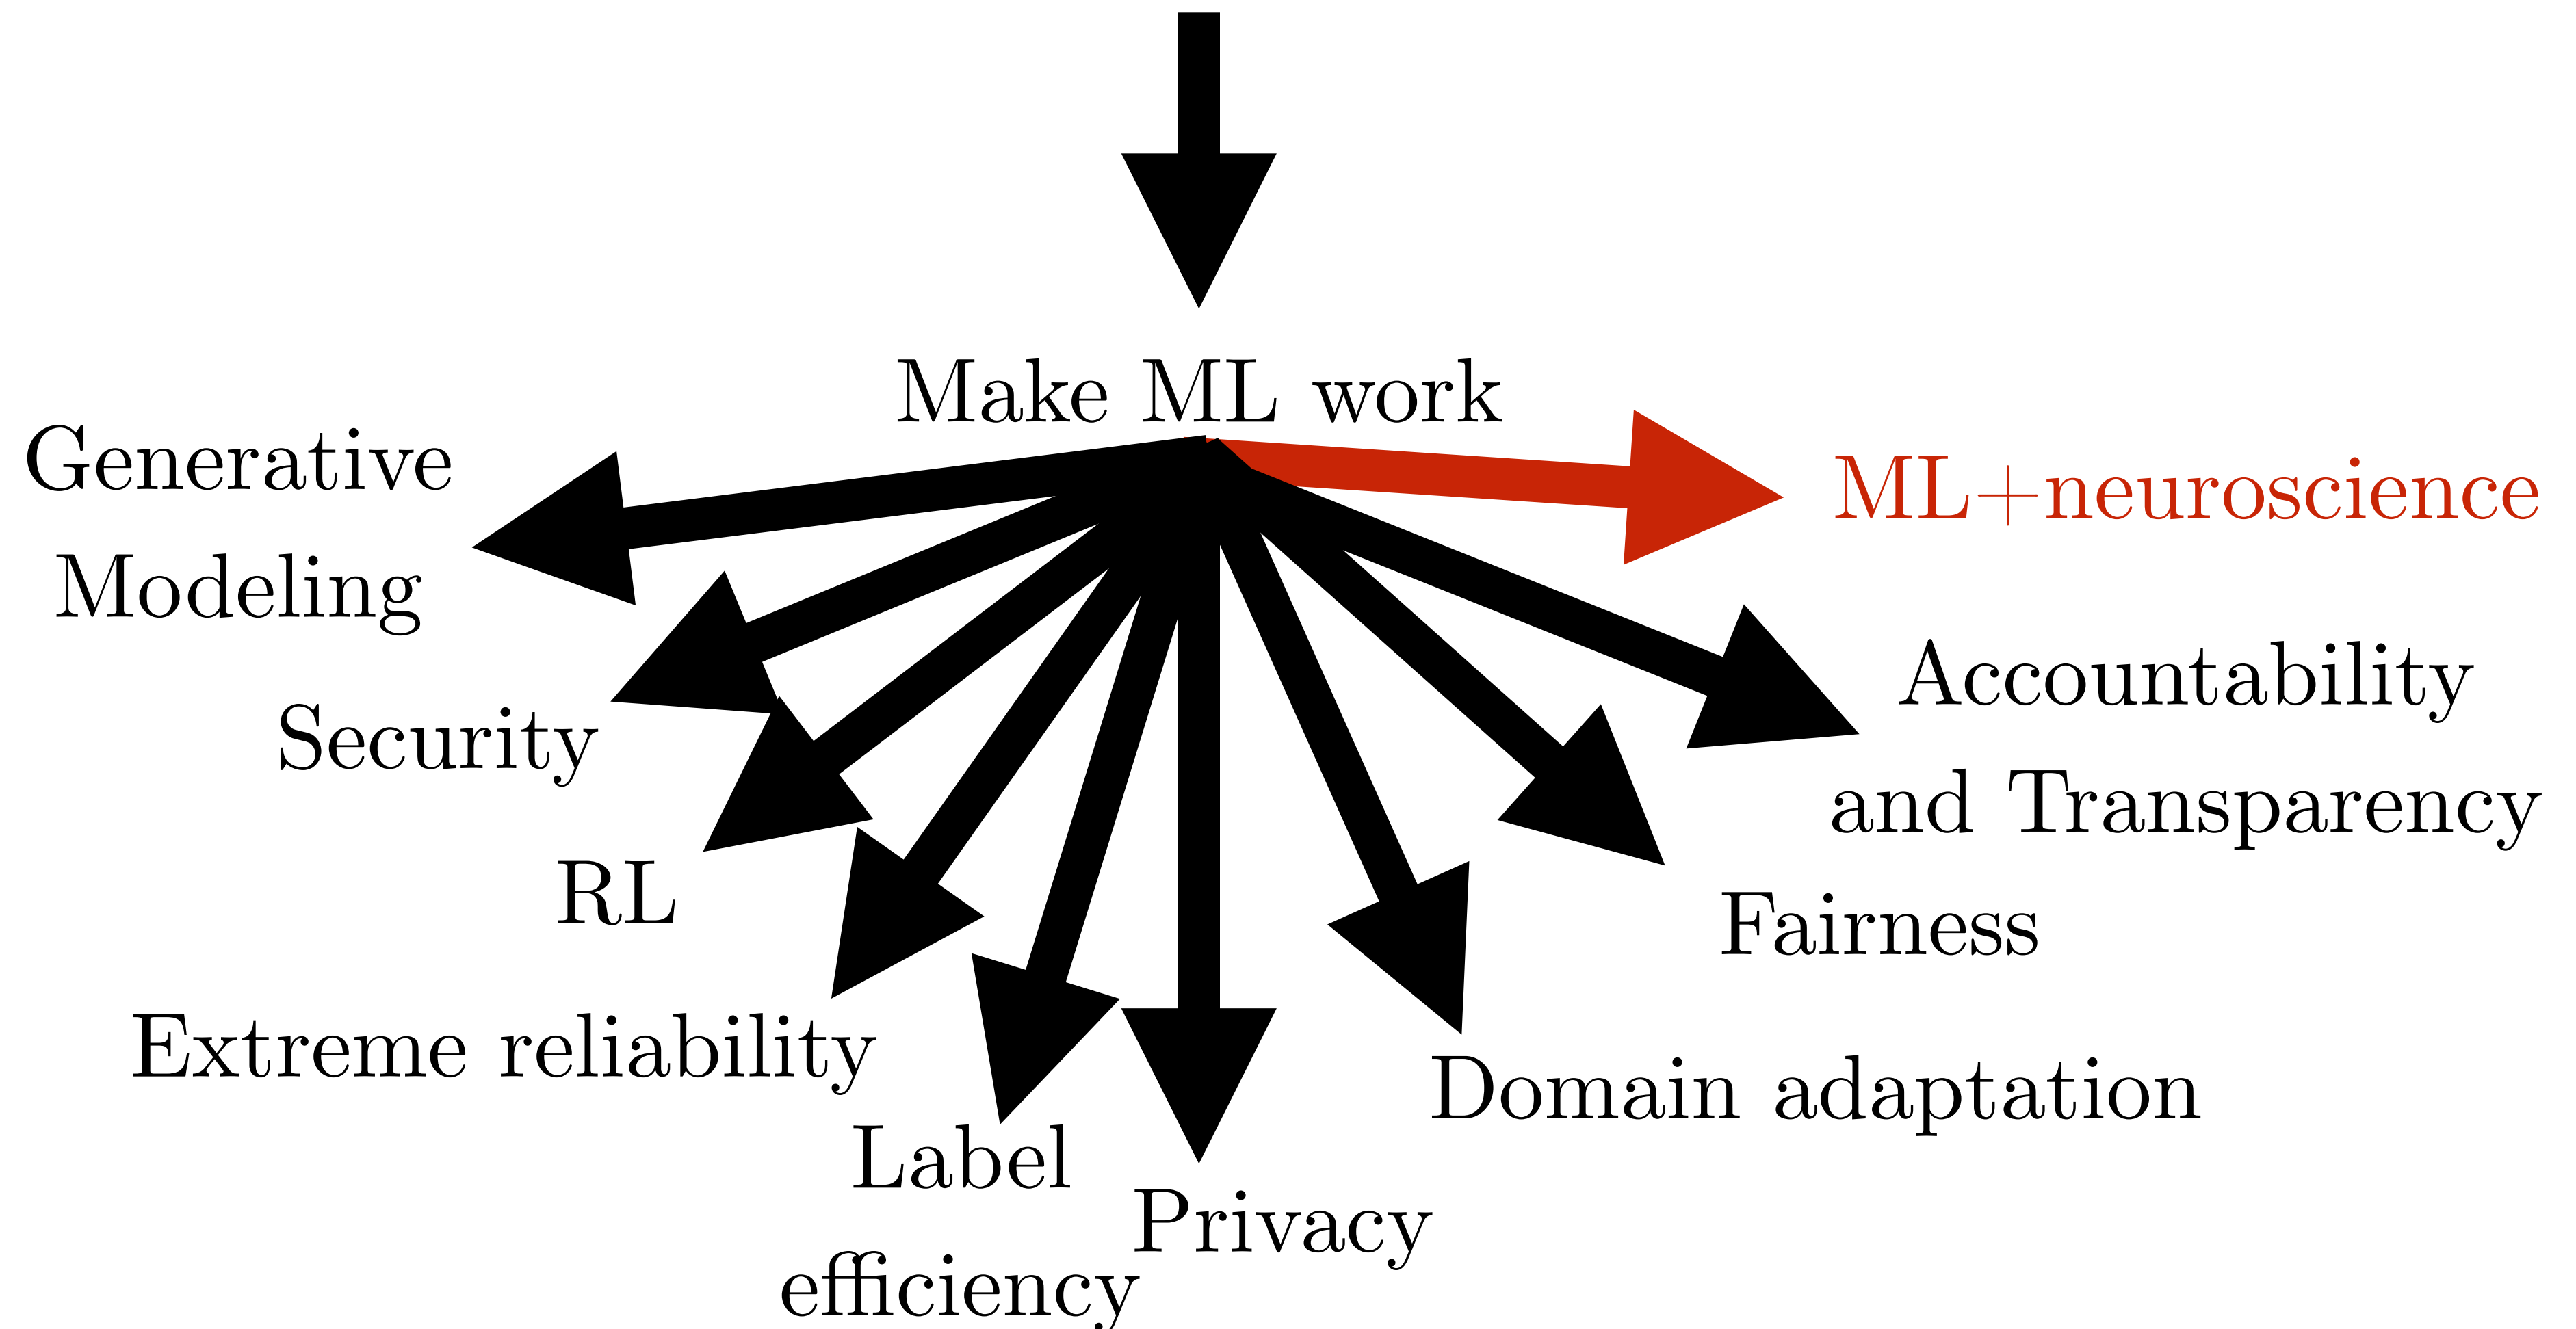 Make ML work
Generative
Modeling
Security
RL
Extreme reliability
Label
efficiency
Privacy
Domain adaptation
Fairness
Accountability
and Transparency
ML+neuroscience